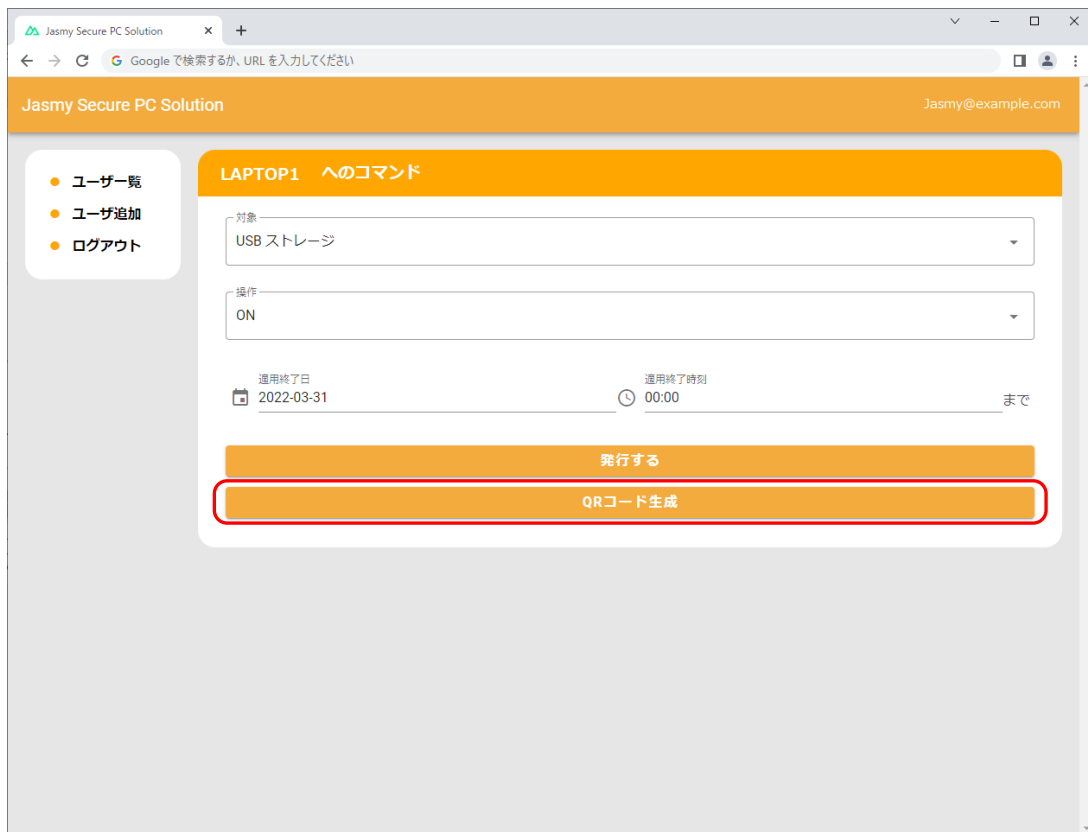 Jasmy Secure PC Solution
Google で検索するか、URL を入力してください
Jasmy Secure PC Solution
Jasmy@example.com
ユーザ一覧
ユーザ追加
ログアウト
LAPTOP1 へのコマンド
対象
USB ストレージ
操作
ON
適用終了日
2022-03-31
適用終了時刻
00:00
まで
発行する
QRコード生成